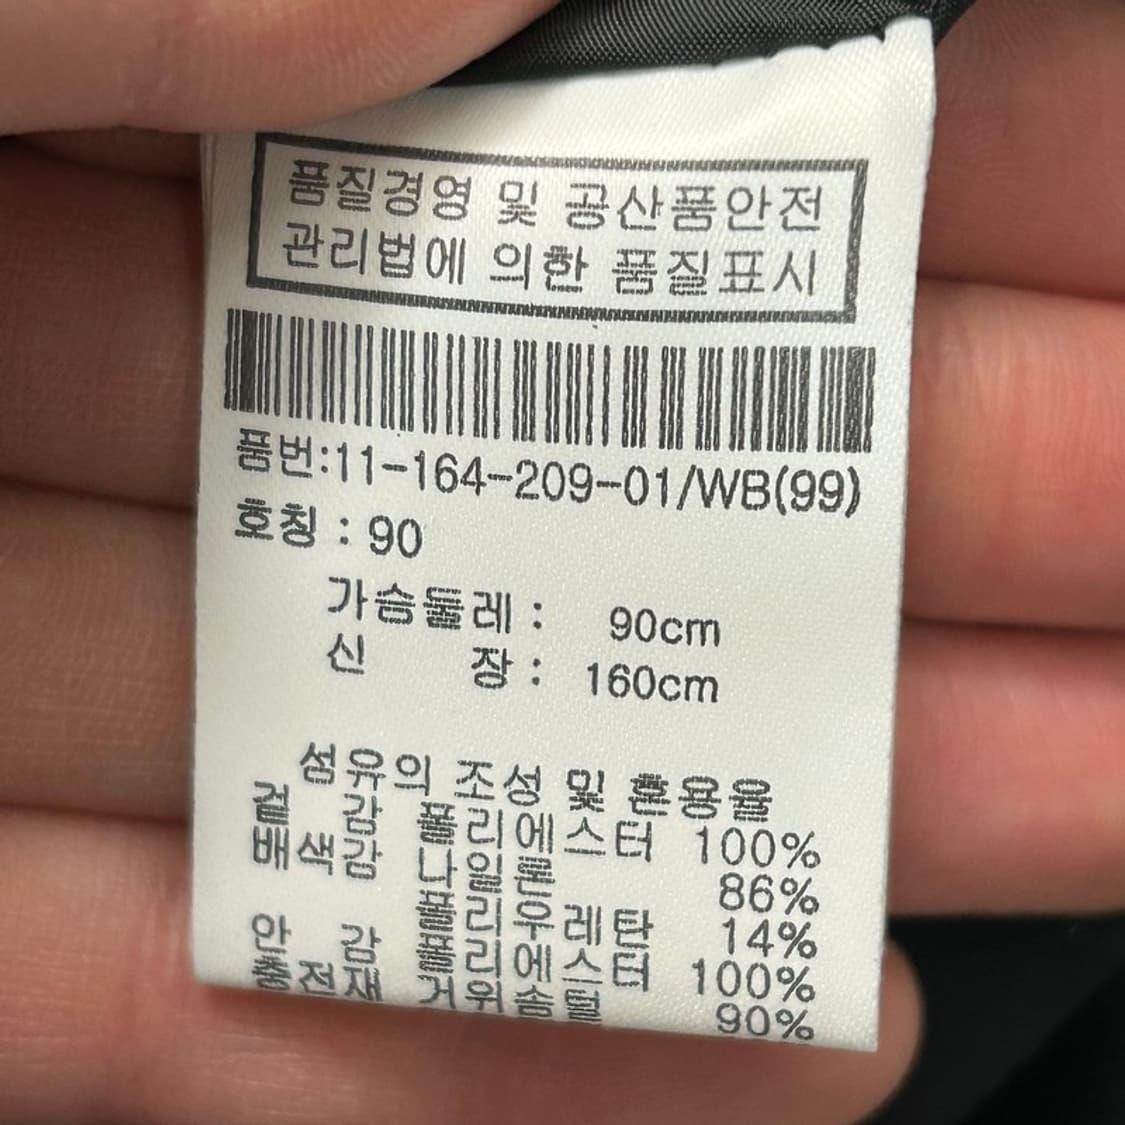 품질경영 및 공산품안전
관리법에 의한 품질표시
품번:11-164-209-01/WB(99)
호칭 : 90
가슴둘레 : 90cm
신 장 : 160cm
섬유의 조성 및 혼용율
겉 감 폴리에스터 100%
배색감 나일론 86%
폴리우레탄 14%
안 감 폴리에스터 100%
충전재 거위솜털 90%